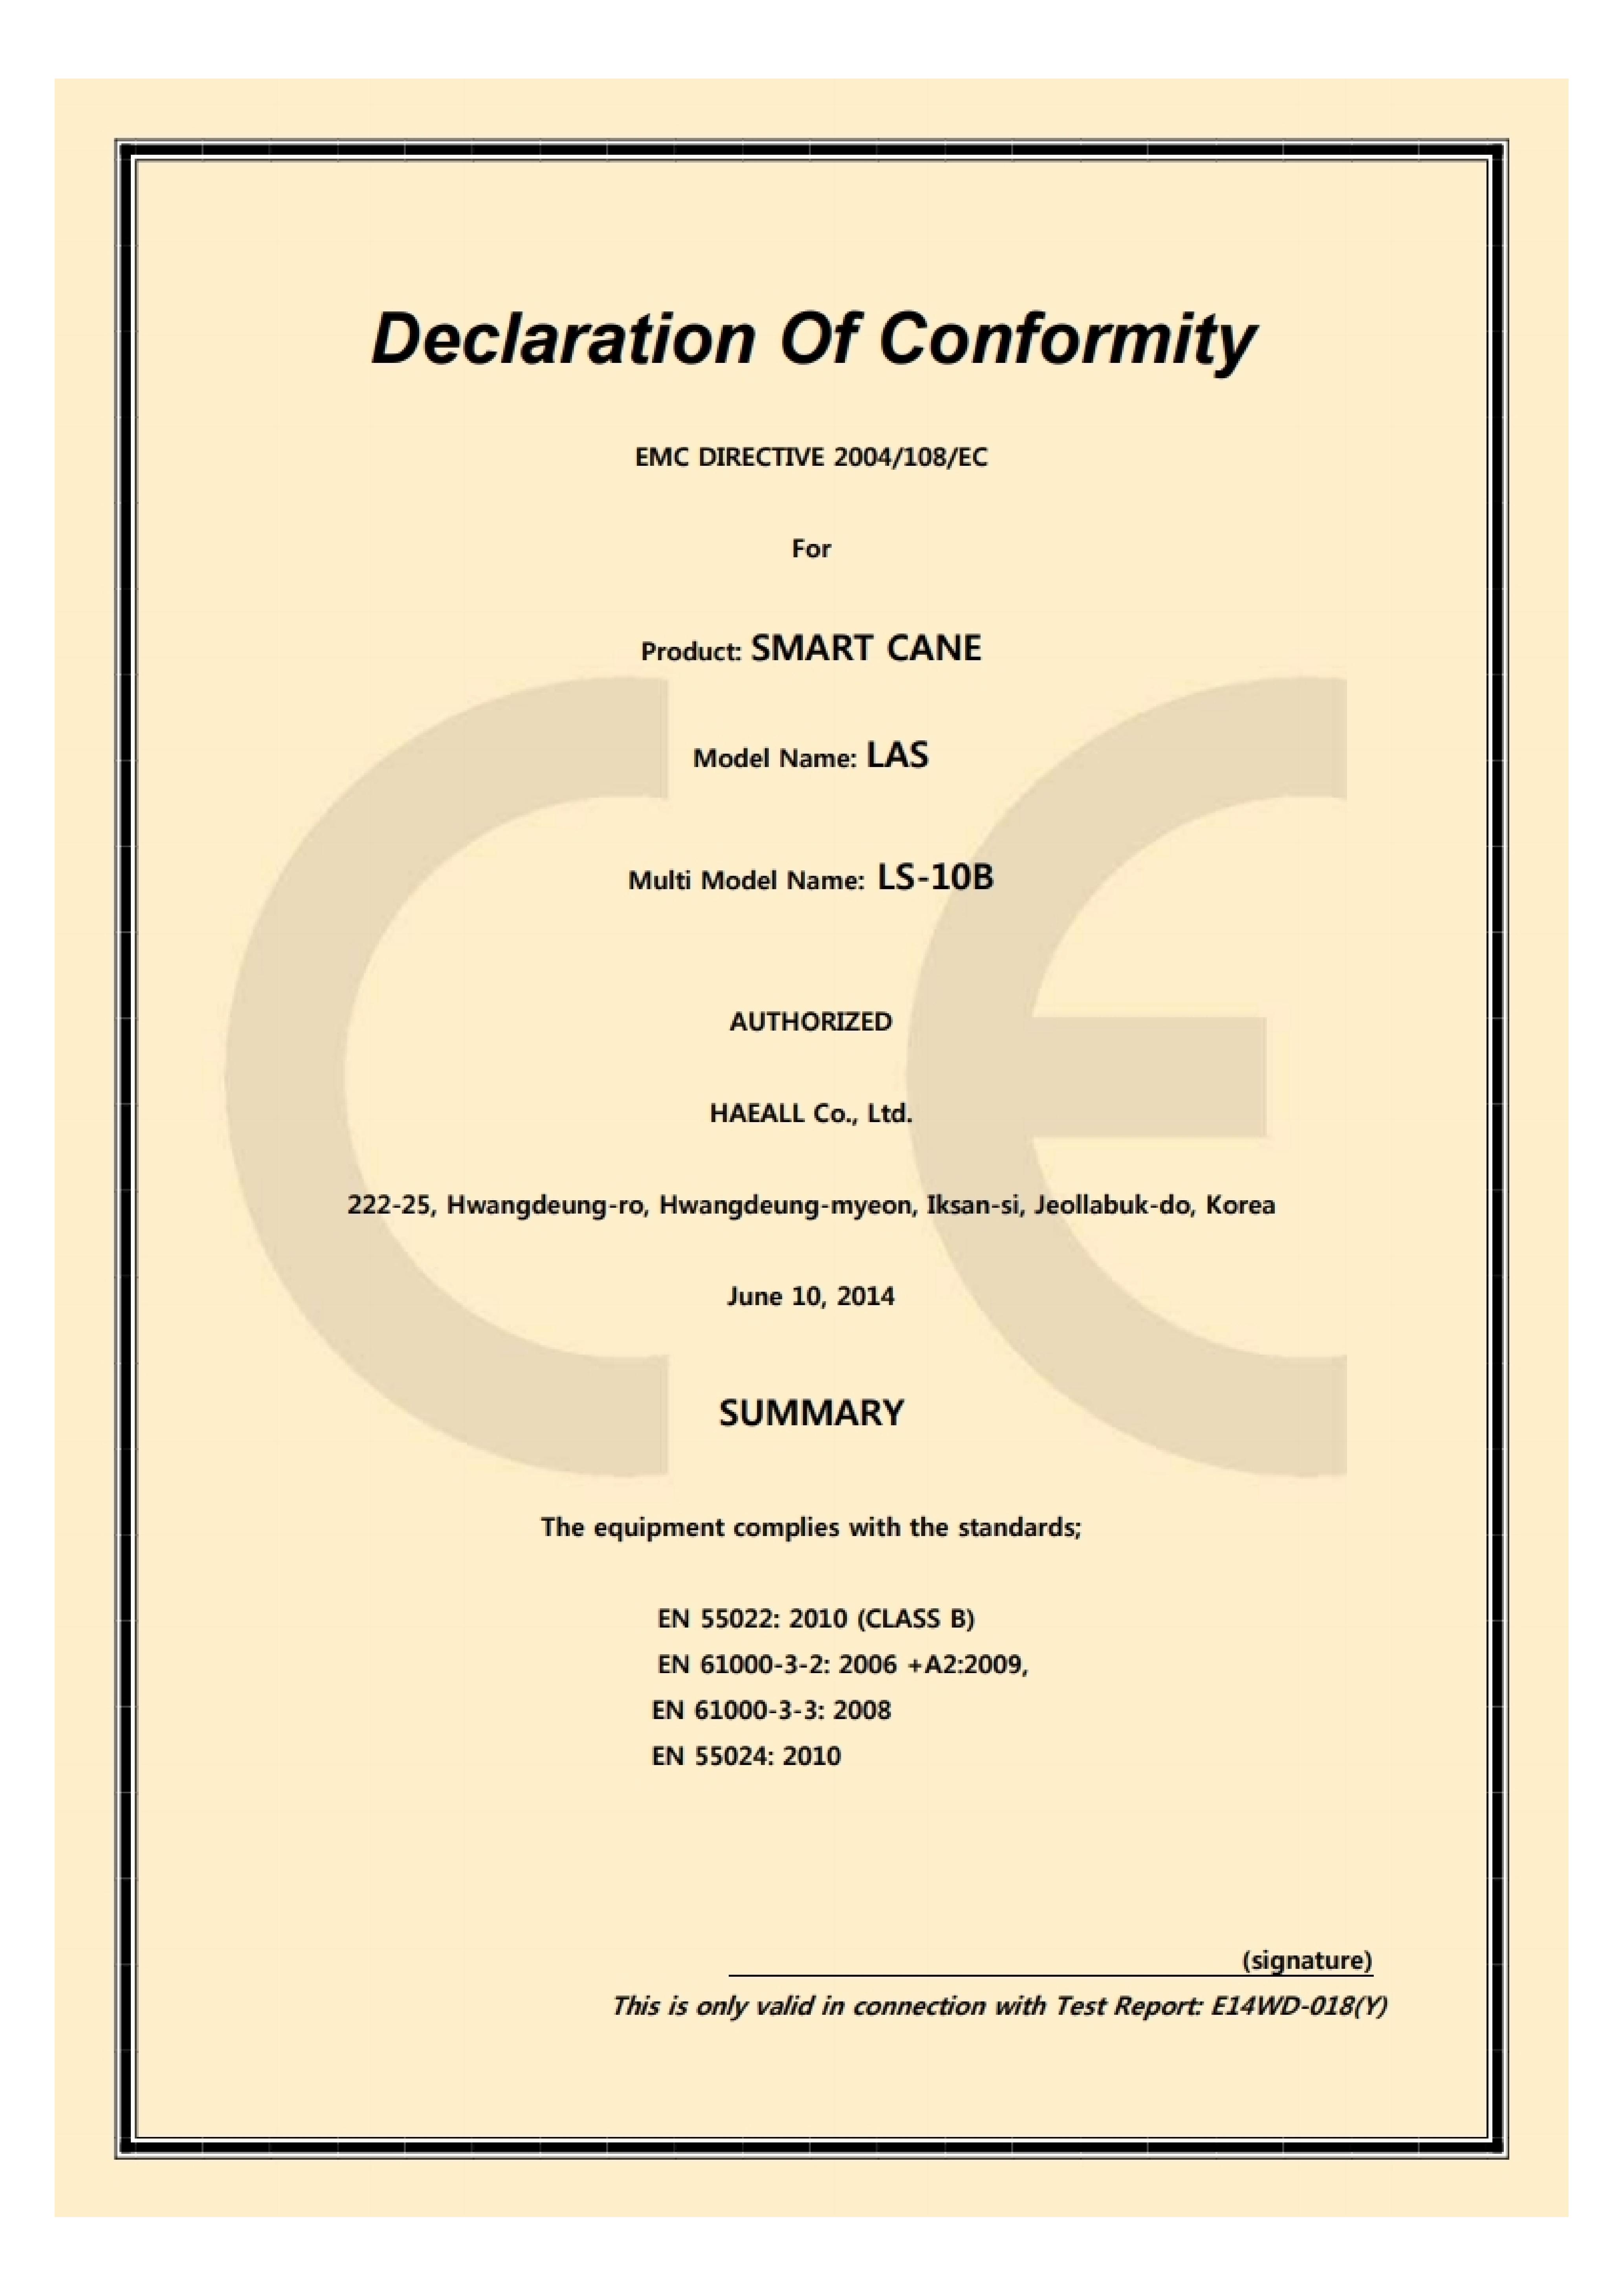 Declaration Of Conformity
EMC DIRECTIVE 2004/108/EC
For
Product: SMART CANE
Model Name: LAS
Multi Model Name: LS-10B
AUTHORIZED
HAEALL Co., Ltd.
222-25, Hwangdeung-ro, Hwangdeung-myeon, Iksan-si, Jeollabuk-do, Korea
June 10, 2014
SUMMARY
The equipment complies with the standards;
EN 55022: 2010 (CLASS B)
EN 61000-3-2: 2006 +A2:2009,
EN 61000-3-3: 2008
EN 55024: 2010
(signature)
This is only valid in connection with Test Report: E14WD-018(Y)
CE